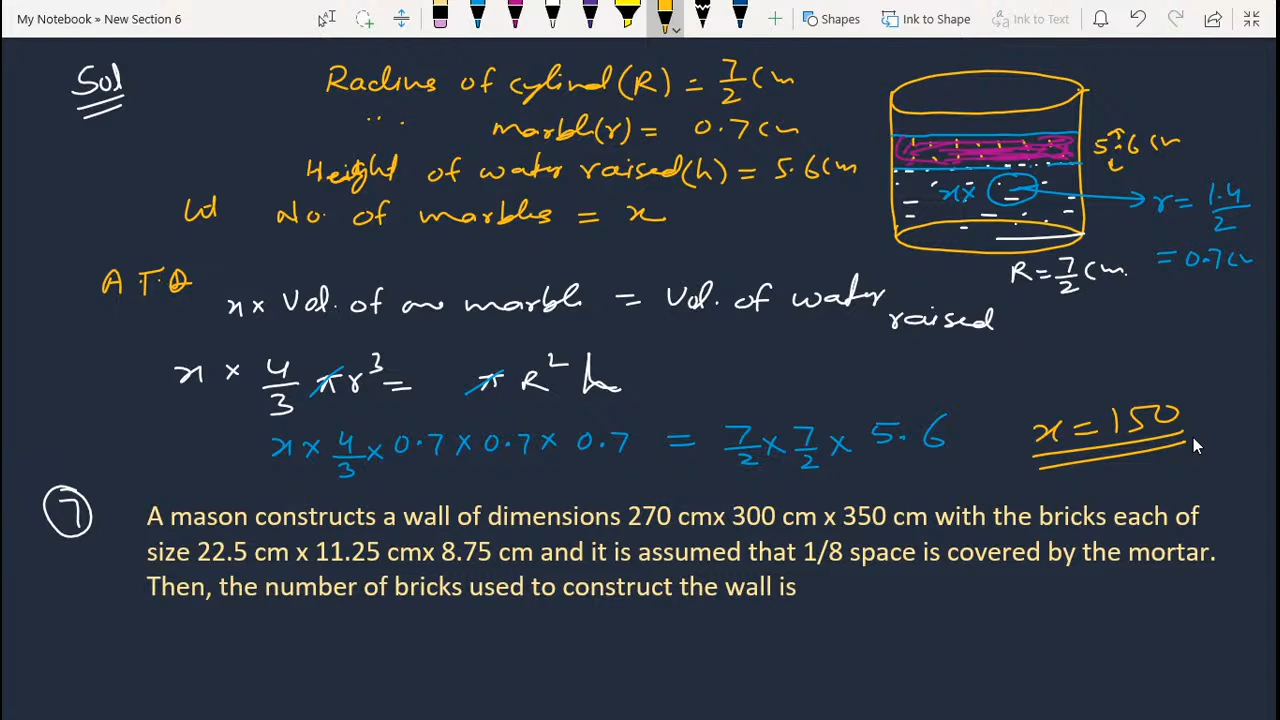 My Notebook » New Section 6
Shapes
Ink to Shape
Ink to Text
Sol
Radius of cylind(R) = 7/2 cm
" marbl(r) = 0.7 cm
Height of water raised(h) = 5.6 cm
Let No. of marbles = x
5.6 cm
x×
r = 1.4/2
= 0.7 cm
R = 7/2 cm.
A T.Q
x × Vol. of one marbl = Vol. of water
raised
x × 4/3 πr³ = πR²h
x × 4/3 × 0.7 × 0.7 × 0.7 = 7/2 × 7/2 × 5.6
x = 150
7
A mason constructs a wall of dimensions 270 cmx 300 cm x 350 cm with the bricks each of
size 22.5 cm x 11.25 cmx 8.75 cm and it is assumed that 1/8 space is covered by the mortar.
Then, the number of bricks used to construct the wall is